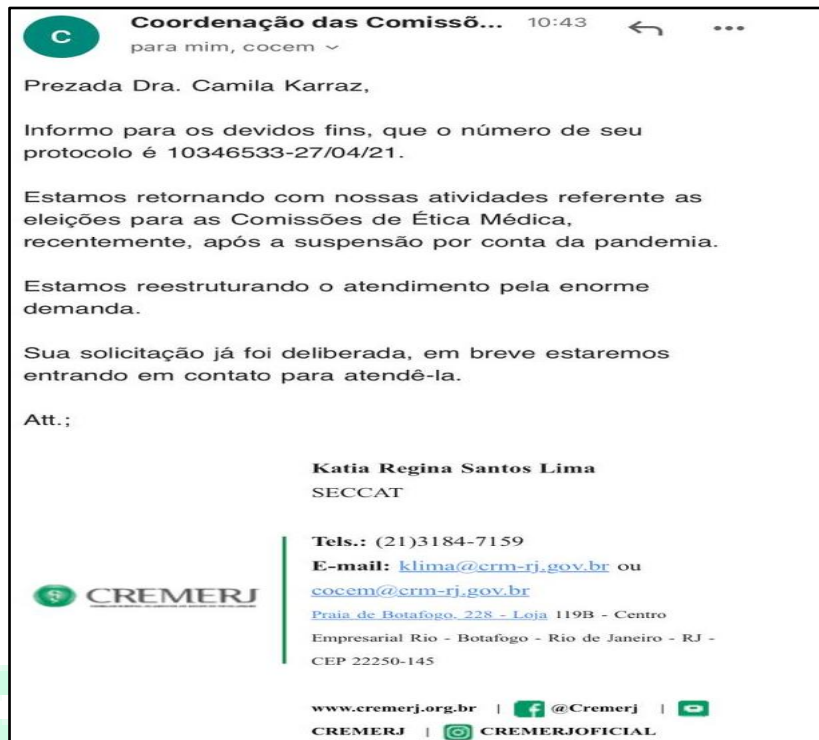 C
Coordenação das Comissõ... 10:43
para mim, cocem
Prezada Dra. Camila Karraz,
Informo para os devidos fins, que o número de seu
protocolo é 10346533-27/04/21.
Estamos retornando com nossas atividades referente as
eleições para as Comissões de Ética Médica,
recentemente, após a suspensão por conta da pandemia.
Estamos reestruturando o atendimento pela enorme
demanda.
Sua solicitação já foi deliberada, em breve estaremos
entrando em contato para atendê-la.
Att.;
Katia Regina Santos Lima
SECCAT
Tels.: (21)3184-7159
E-mail: klima@crm-rj.gov.br ou
cocem@crm-rj.gov.br
Praia de Botafogo, 228 - Loja 119B - Centro
Empresarial Rio - Botafogo - Rio de Janeiro - RJ -
CEP 22250-145
CREMERJ
www.cremerj.org.br | @Cremerj |
CREMERJ | CREMERJOFICIAL